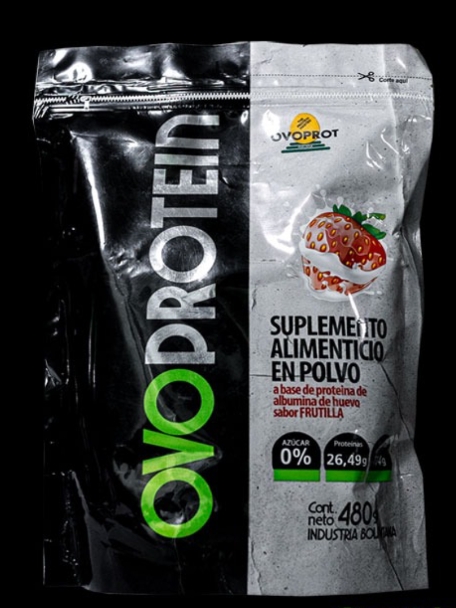 Corte aquí
OVOPROTEIN
OVOPROT
SUPLEMENTO
ALIMENTICIO
EN POLVO
a base de proteina de
albumina de huevo
sabor FRUTILLA
AZÚCAR
0%
Proteínas
26,49g
Cont.
neto 480g
INDUSTRIA BOLIVIANA